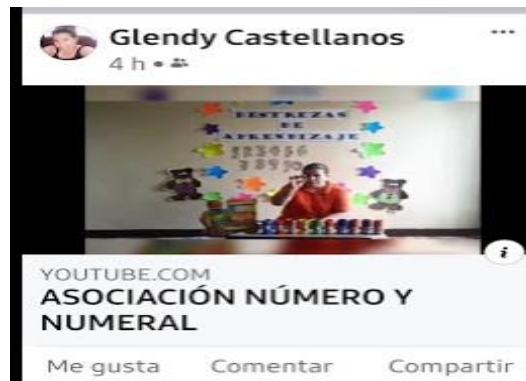 Glendy Castellanos
4 h
DESTREZAS
DE
APRENDIZAJE
YOUTUBE.COM
ASOCIACIÓN NÚMERO Y
NUMERAL
Me gusta
Comentar
Compartir